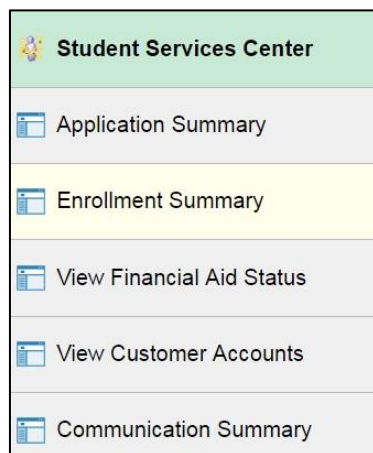 Student Services Center
Application Summary
Enrollment Summary
View Financial Aid Status
View Customer Accounts
Communication Summary